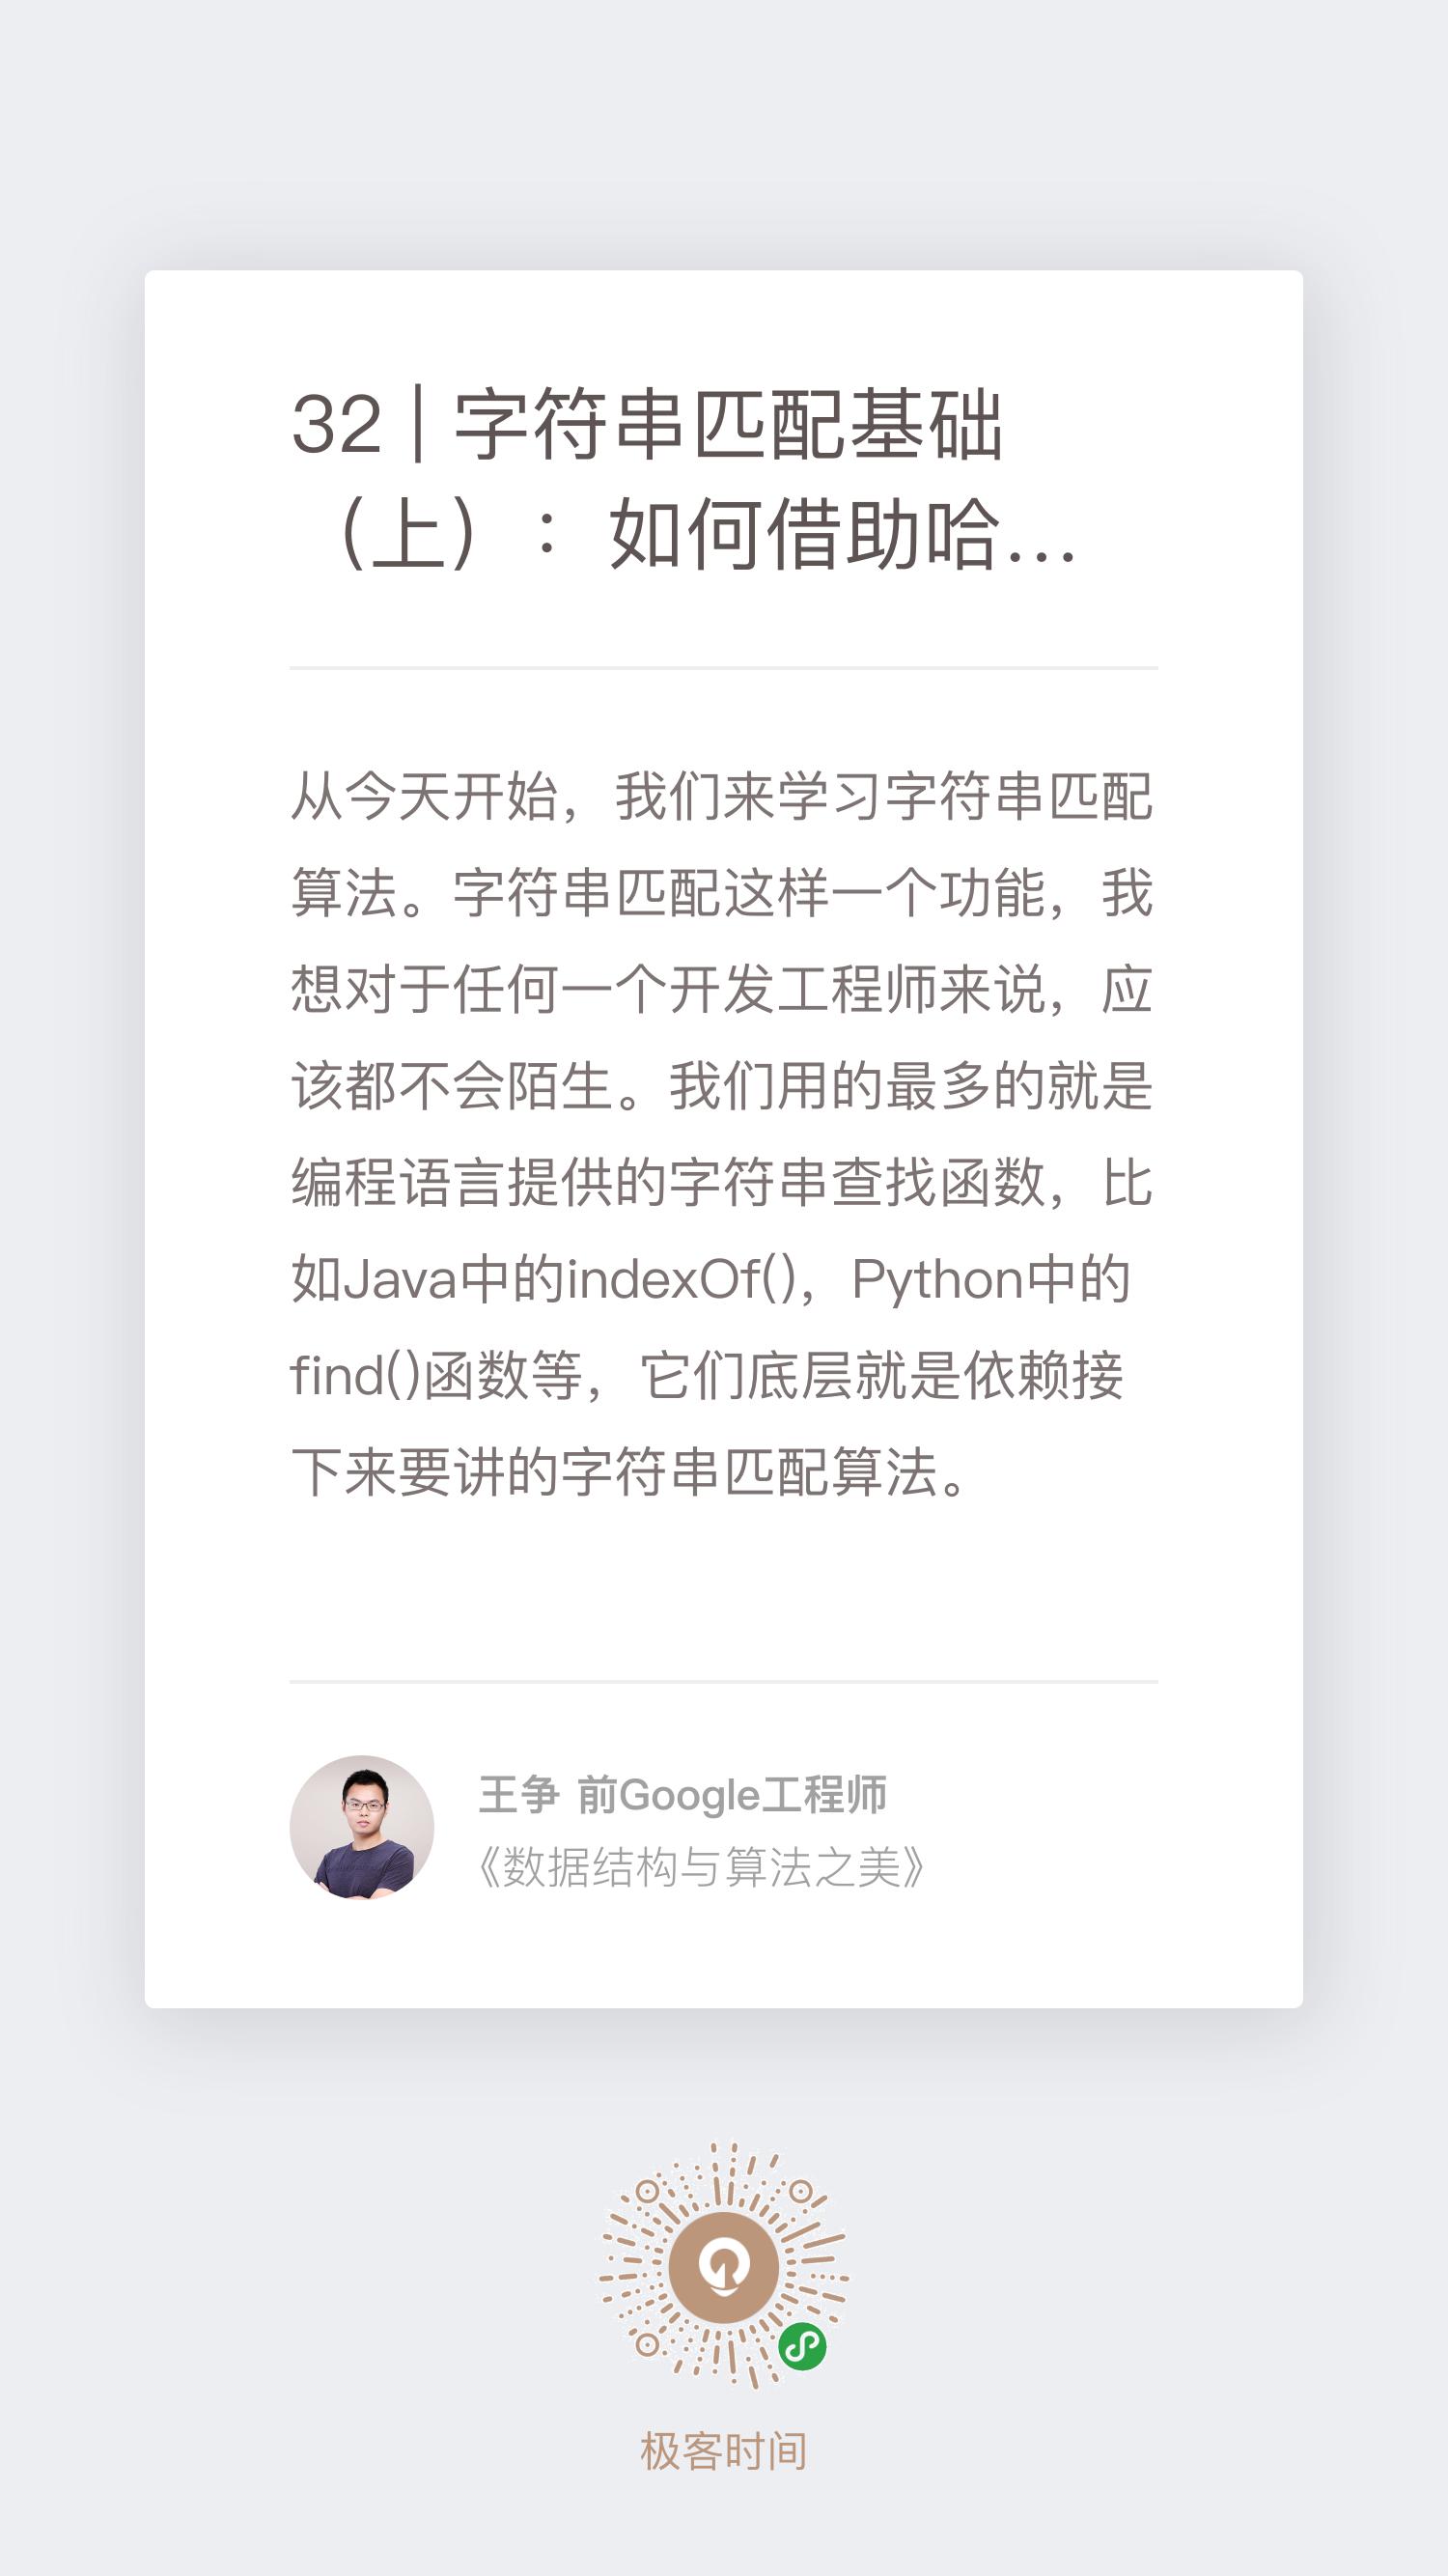 32 | 字符串匹配基础
（上）：如何借助哈...
从今天开始，我们来学习字符串匹配
算法。字符串匹配这样一个功能，我
想对于任何一个开发工程师来说，应
该都不会陌生。我们用的最多的就是
编程语言提供的字符串查找函数，比
如Java中的indexOf()，Python中的
find()函数等，它们底层就是依赖接
下来要讲的字符串匹配算法。
王争 前Google工程师
《数据结构与算法之美》
极客时间